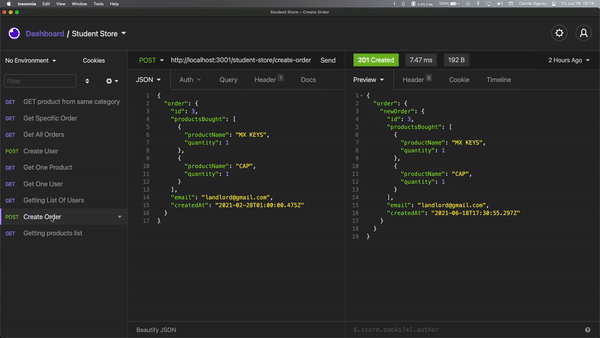 Insomnia File Edit View Window Tools Help
Student Store – Create Order
Dashboard / Student Store
No Environment Cookies
POST http://localhost:3001/student-store/create-order Send
201 Created 7.47 ms 192 B 2 Hours Ago
Filter
JSON Auth Query Header 1 Docs
Preview Header Cookie Timeline
GET GET product from same category
GET Get Specific Order
GET Get All Orders
POST Create User
GET Get One Product
GET Get One User
GET Getting List Of Users
POST Create Order
GET Getting products list
1 {
2 "order": {
3 "id": 3,
4 "productsBought": [
5 {
6 "productName": "MX KEYS",
7 "quantity": 1
8 },
9 {
10 "productName": "CAP",
11 "quantity": 1
12 }
13 ],
14 "email": "landlord@gmail.com",
15 "createdAt": "2021-02-28T01:00:00.475Z"
16 }
17 }
1 {
2 "order": {
3 "newOrder": {
4 "id": 3,
5 "productsBought": [
6 {
7 "productName": "MX KEYS",
8 "quantity": 1
9 },
10 {
11 "productName": "CAP",
12 "quantity": 1
13 }
14 ],
15 "email": "landlord@gmail.com",
16 "createdAt": "2021-06-18T17:30:55.297Z"
17 }
18 }
19 }
Beautify JSON
$.store.books[*].author